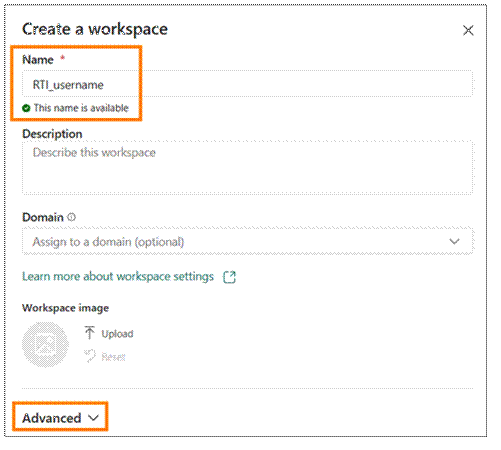 Create a workspace
Name *
RTI_username
This name is available
Description
Describe this workspace
Domain
Assign to a domain (optional)
Learn more about workspace settings
Workspace image
Upload
Reset
Advanced